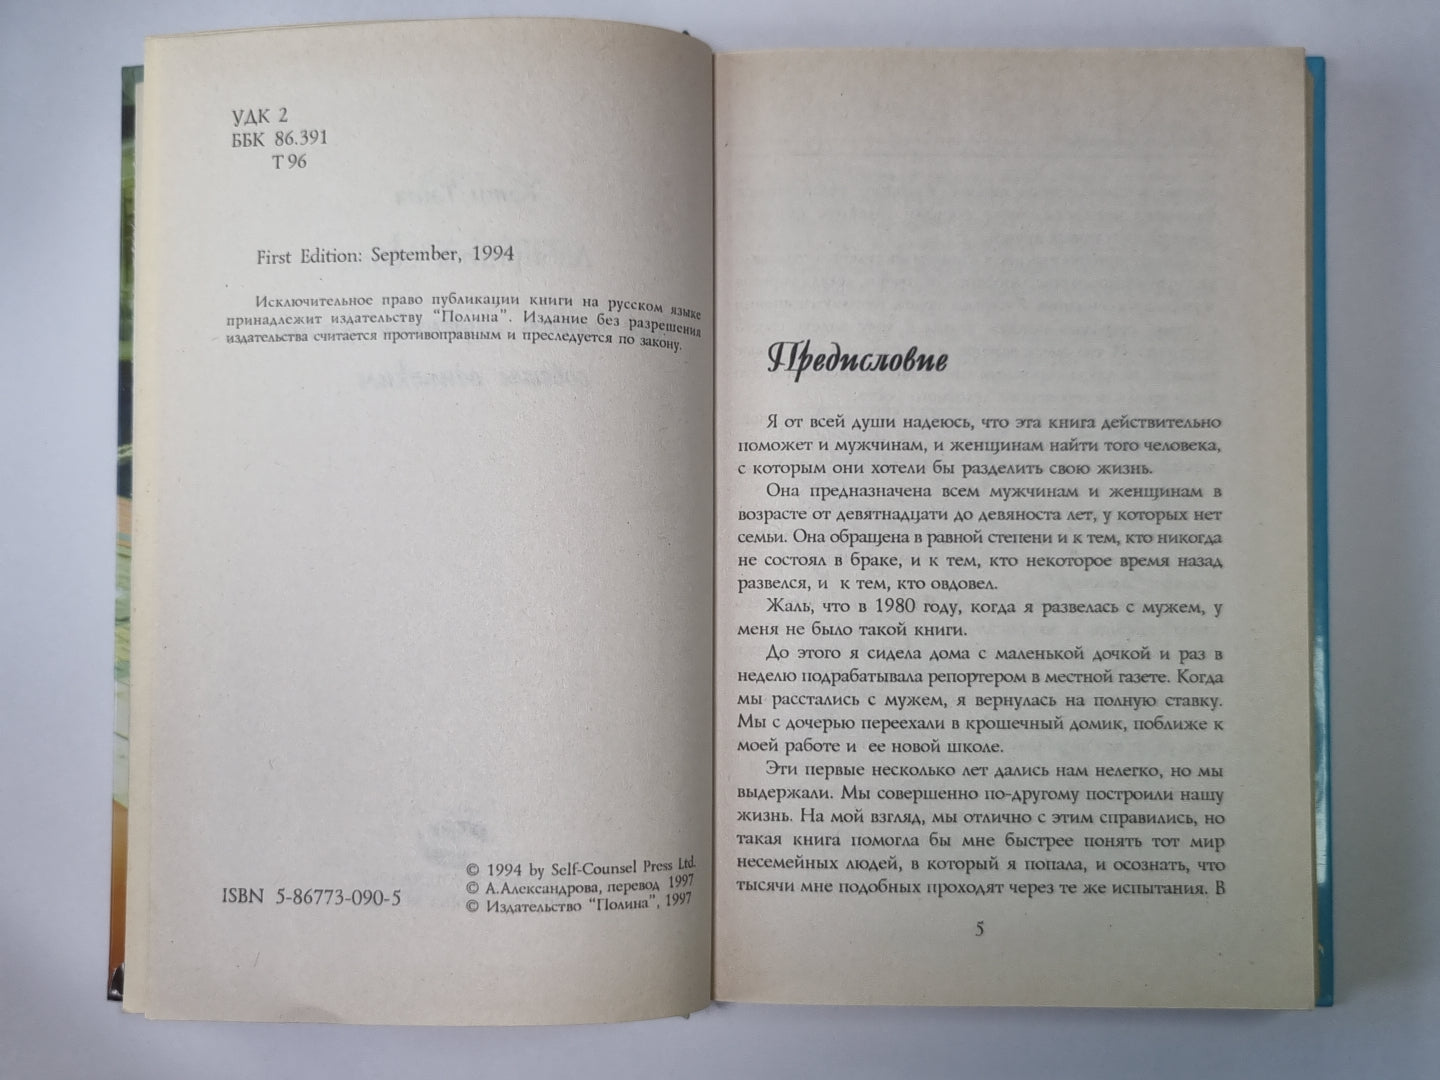 УДК 2
ББК 86.391
Т 96
First Edition: September, 1994
Исключительное право публикации книги на русском языке
принадлежит издательству “Полина”. Издание без разрешения
издательства считается противоправным и преследуется по закону.
ISBN 5-86773-090-5
© 1994 by Self-Counsel Press Ltd.
© А.Александрова, перевод 1997
© Издательство “Полина”, 1997
Предисловие
Я от всей души надеюсь, что эта книга действительно
поможет и мужчинам, и женщинам найти того человека,
с которым они хотели бы разделить свою жизнь.
Она предназначена всем мужчинам и женщинам в
возрасте от девятнадцати до девяноста лет, у которых нет
семьи. Она обращена в равной степени и к тем, кто никогда
не состоял в браке, и к тем, кто некоторое время назад
развелся, и к тем, кто овдовел.
Жаль, что в 1980 году, когда я развелась с мужем, у
меня не было такой книги.
До этого я сидела дома с маленькой дочкой и раз в
неделю подрабатывала репортером в местной газете. Когда
мы расстались с мужем, я вернулась на полную ставку.
Мы с дочерью переехали в крошечный домик, поближе к
моей работе и ее новой школе.
Эти первые несколько лет дались нам нелегко, но мы
выдержали. Мы совершенно по-другому построили нашу
жизнь. На мой взгляд, мы отлично с этим справились, но
такая книга помогла бы мне быстрее понять тот мир
несемейных людей, в который я попала, и осознать, что
тысячи мне подобных проходят через те же испытания. В
5